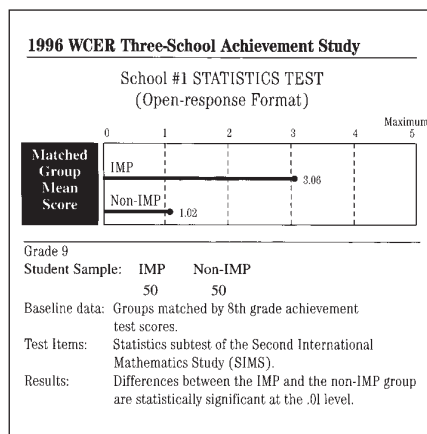 1996 WCER Three-School Achievement Study
School #1 STATISTICS TEST
(Open-response Format)
Maximum
0 1 2 3 4 5
Matched
Group
Mean
Score
IMP
3.06
Non-IMP
1.02
Grade 9
Student Sample: IMP Non-IMP
50 50
Baseline data: Groups matched by 8th grade achievement
test scores.
Test Items: Statistics subtest of the Second International
Mathematics Study (SIMS).
Results: Differences between the IMP and the non-IMP group
are statistically significant at the .0l level.